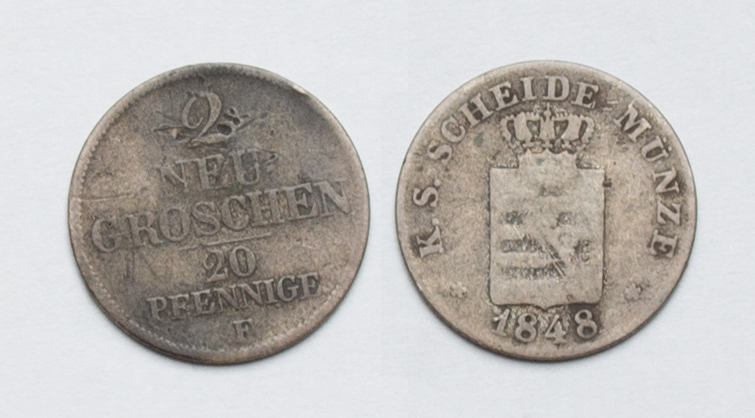 2
NEU-
GROSCHEN
20
PFENNIGE
F
K. S. SCHEIDE-MÜNZE
1848